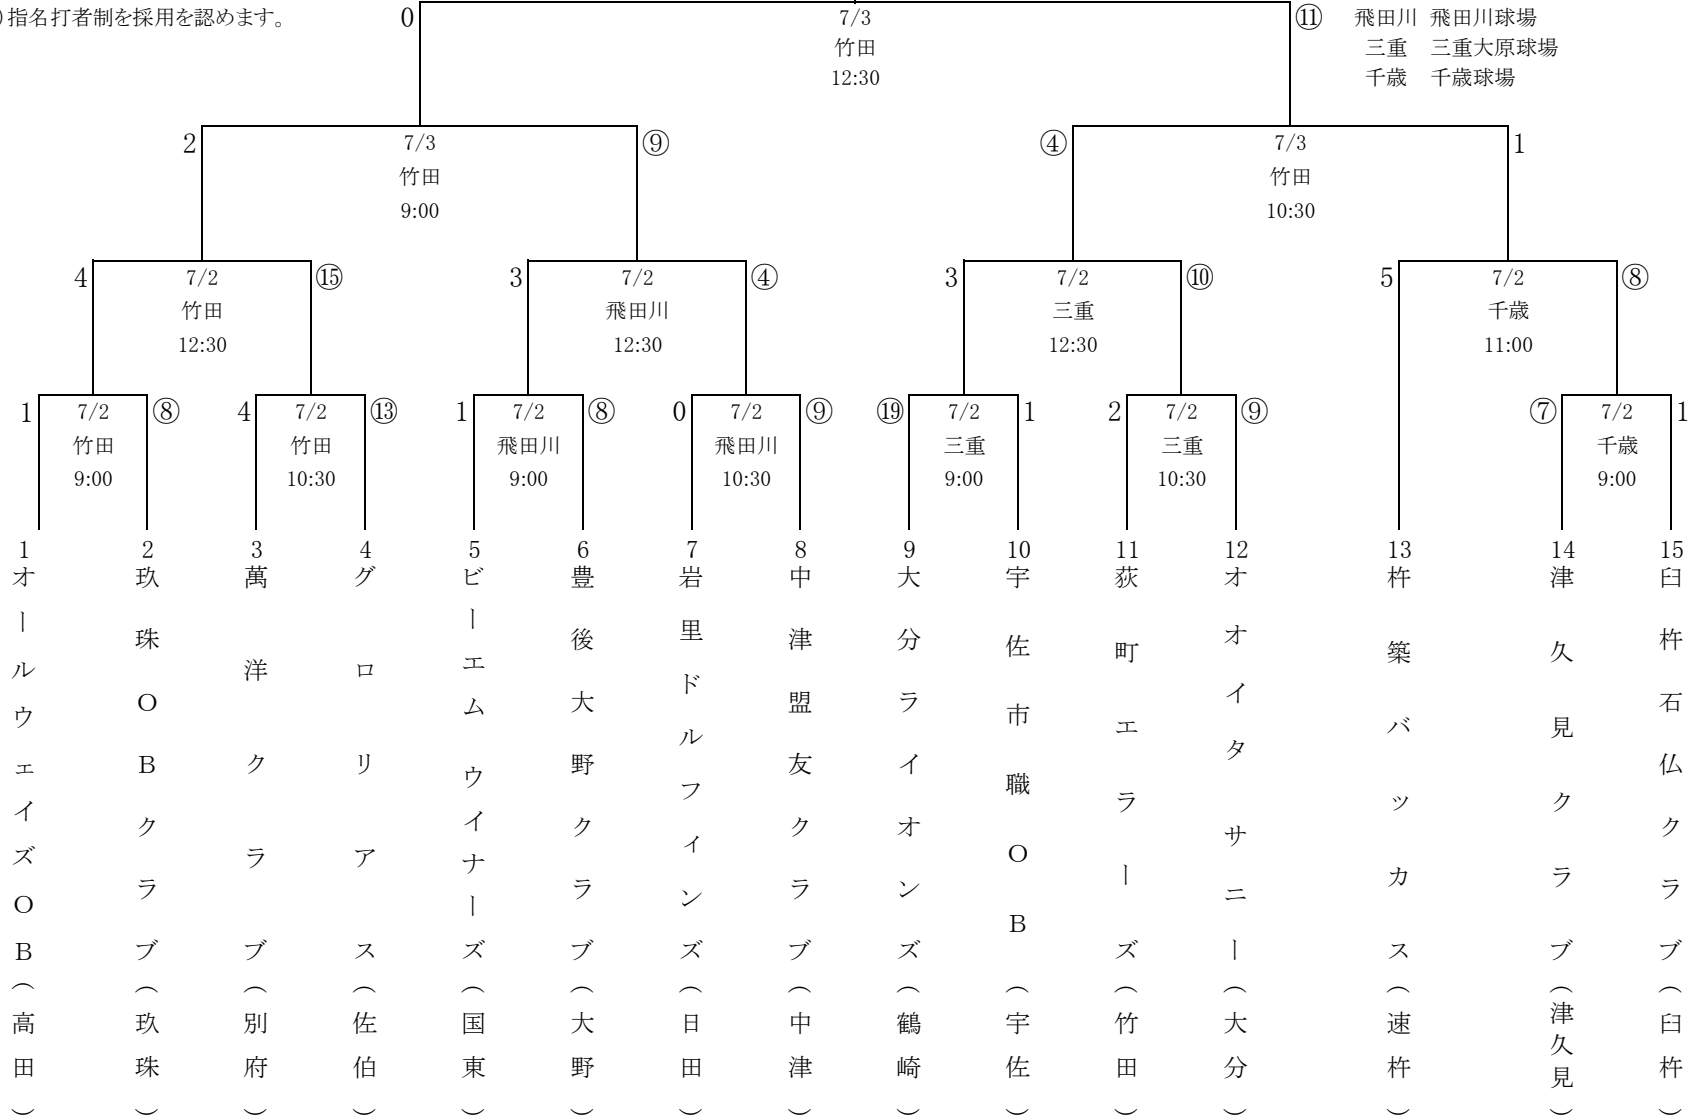 )指名打者制を採用を認めます。
0 7/3 ⑪
竹田
12:30
飛田川 飛田川球場
三重 三重大原球場
千歳 千歳球場
2 7/3 ⑨
竹田
9:00
④ 7/3 1
竹田
10:30
4 7/2 ⑮
竹田
12:30
3 7/2 ④
飛田川
12:30
3 7/2 ⑩
三重
12:30
5 7/2 ⑧
千歳
11:00
1 7/2 ⑧
竹田
9:00
4 7/2 ⑬
竹田
10:30
1 7/2 ⑧
飛田川
9:00
0 7/2 ⑨
飛田川
10:30
⑲ 7/2 1
三重
9:00
2 7/2 ⑨
三重
10:30
⑦ 7/2 1
千歳
9:00
1 オールウェイズOB(高田)
2 玖珠OBクラブ(玖珠)
3 萬洋クラブ(別府)
4 グロリアス(佐伯)
5 ビーエムウイナーズ(国東)
6 豊後大野クラブ(大野)
7 岩里ドルフィンズ(日田)
8 中津盟友クラブ(中津)
9 大分ライオンズ(鶴崎)
10 宇佐市職OB(宇佐)
11 荻町エラーズ(竹田)
12 オオイタサニー(大分)
13 杵築バッカス(速杵)
14 津久見クラブ(津久見)
15 臼杵石仏クラブ(臼杵)